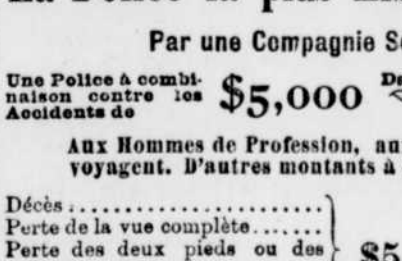 Par une Compagnie
Une Police à combi-
naison contre les
Accidents de
$5,000
Aux Hommes de Profession, au
voyagent. D'autres montants à
Décès
Perte de la vue complète
Perte des deux pieds ou des
$5